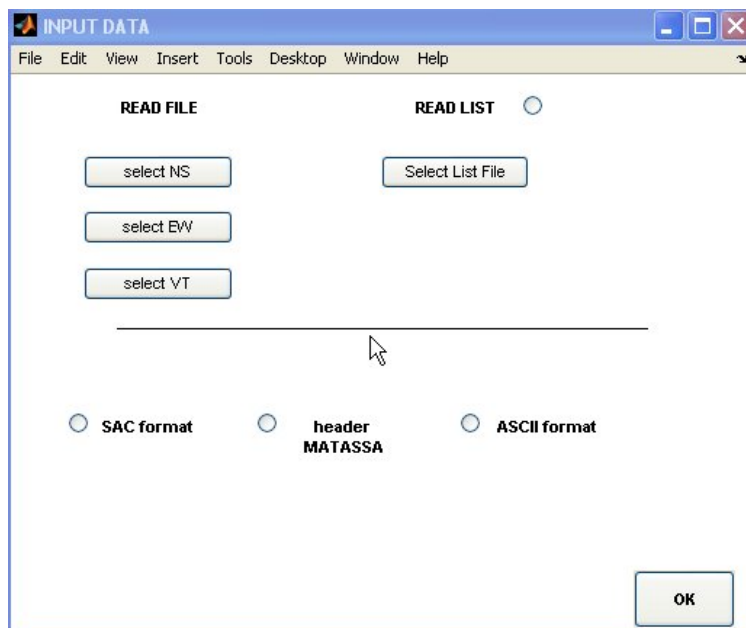 INPUT DATA
File Edit View Insert Tools Desktop Window Help
READ FILE READ LIST
select NS Select List File
select EW
select VT
SAC format header ASCII format
MATASSA
OK